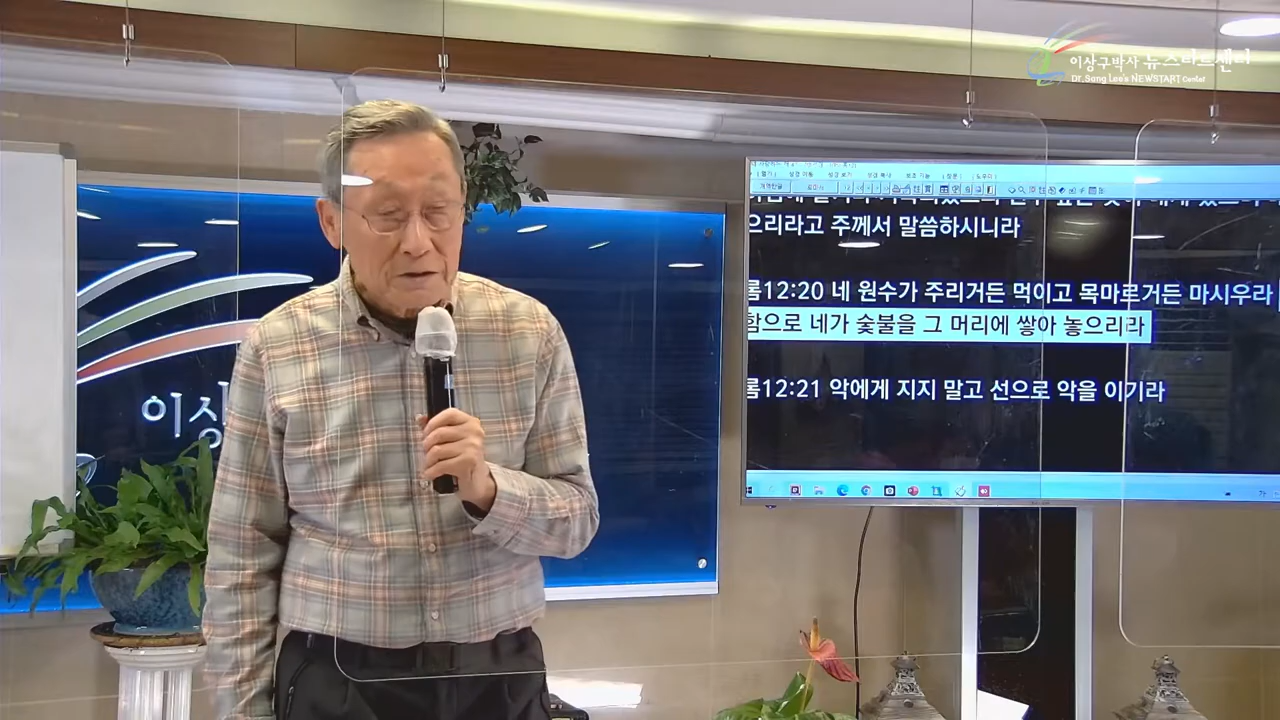 이상구박사 뉴스타트센터
Dr. Sang Lee's NEWSTART Center
으리라고 주께서 말씀하시니라
롬12:20 네 원수가 주리거든 먹이고 목마르거든 마시우라
함으로 네가 숯불을 그 머리에 쌓아 놓으리라
롬12:21 악에게 지지 말고 선으로 악을 이기라
이상